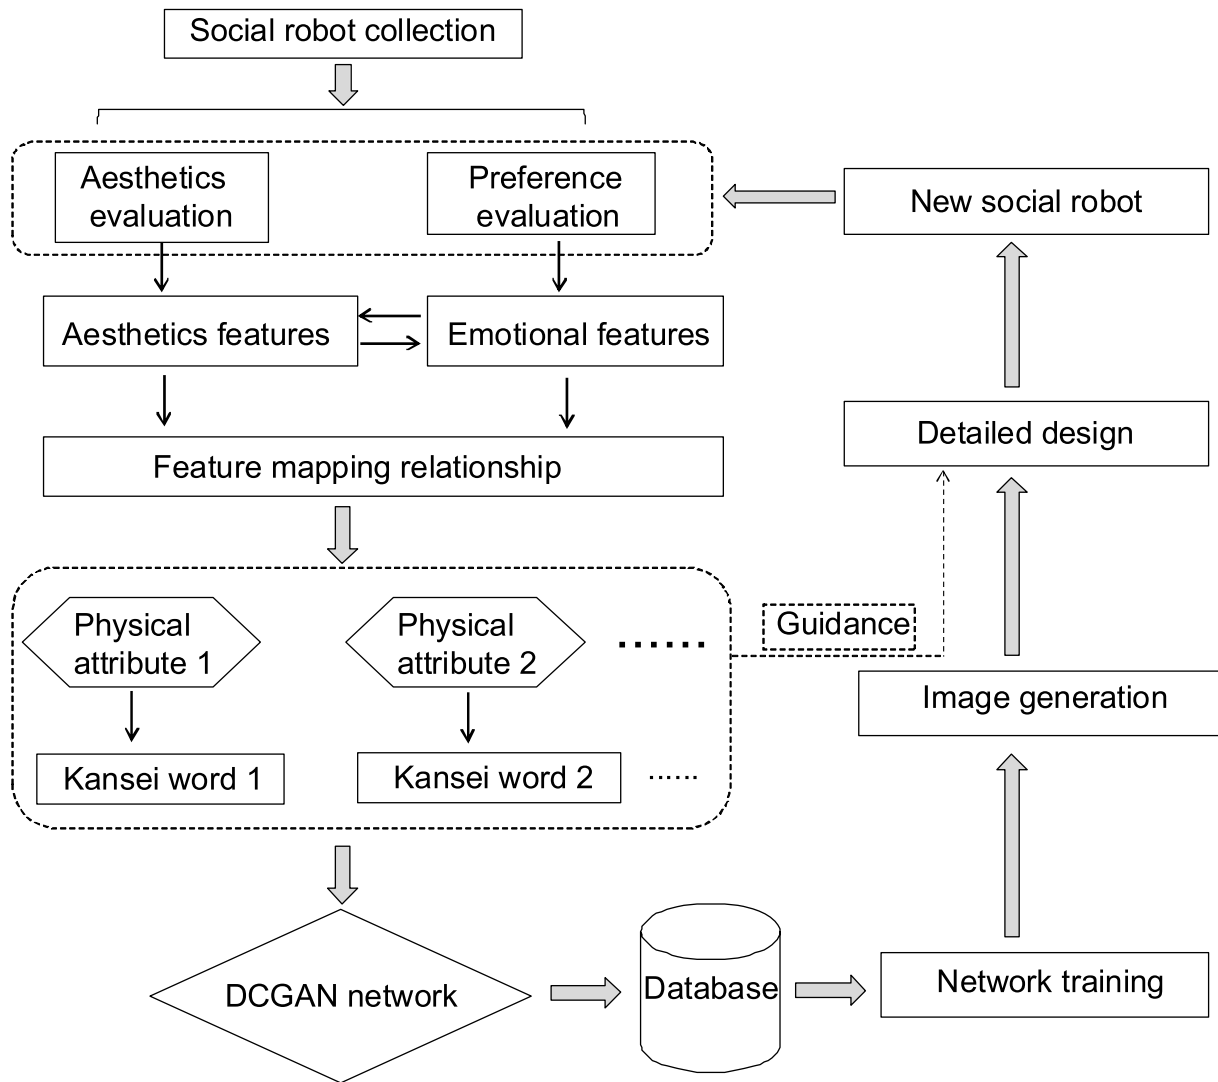 Social robot collection
Aesthetics
evaluation
Preference
evaluation
New social robot
Aesthetics features
Emotional features
Detailed design
Feature mapping relationship
Physical
attribute 1
Physical
attribute 2
......
Guidance
Image generation
Kansei word 1
Kansei word 2
......
DCGAN network
Database
Network training